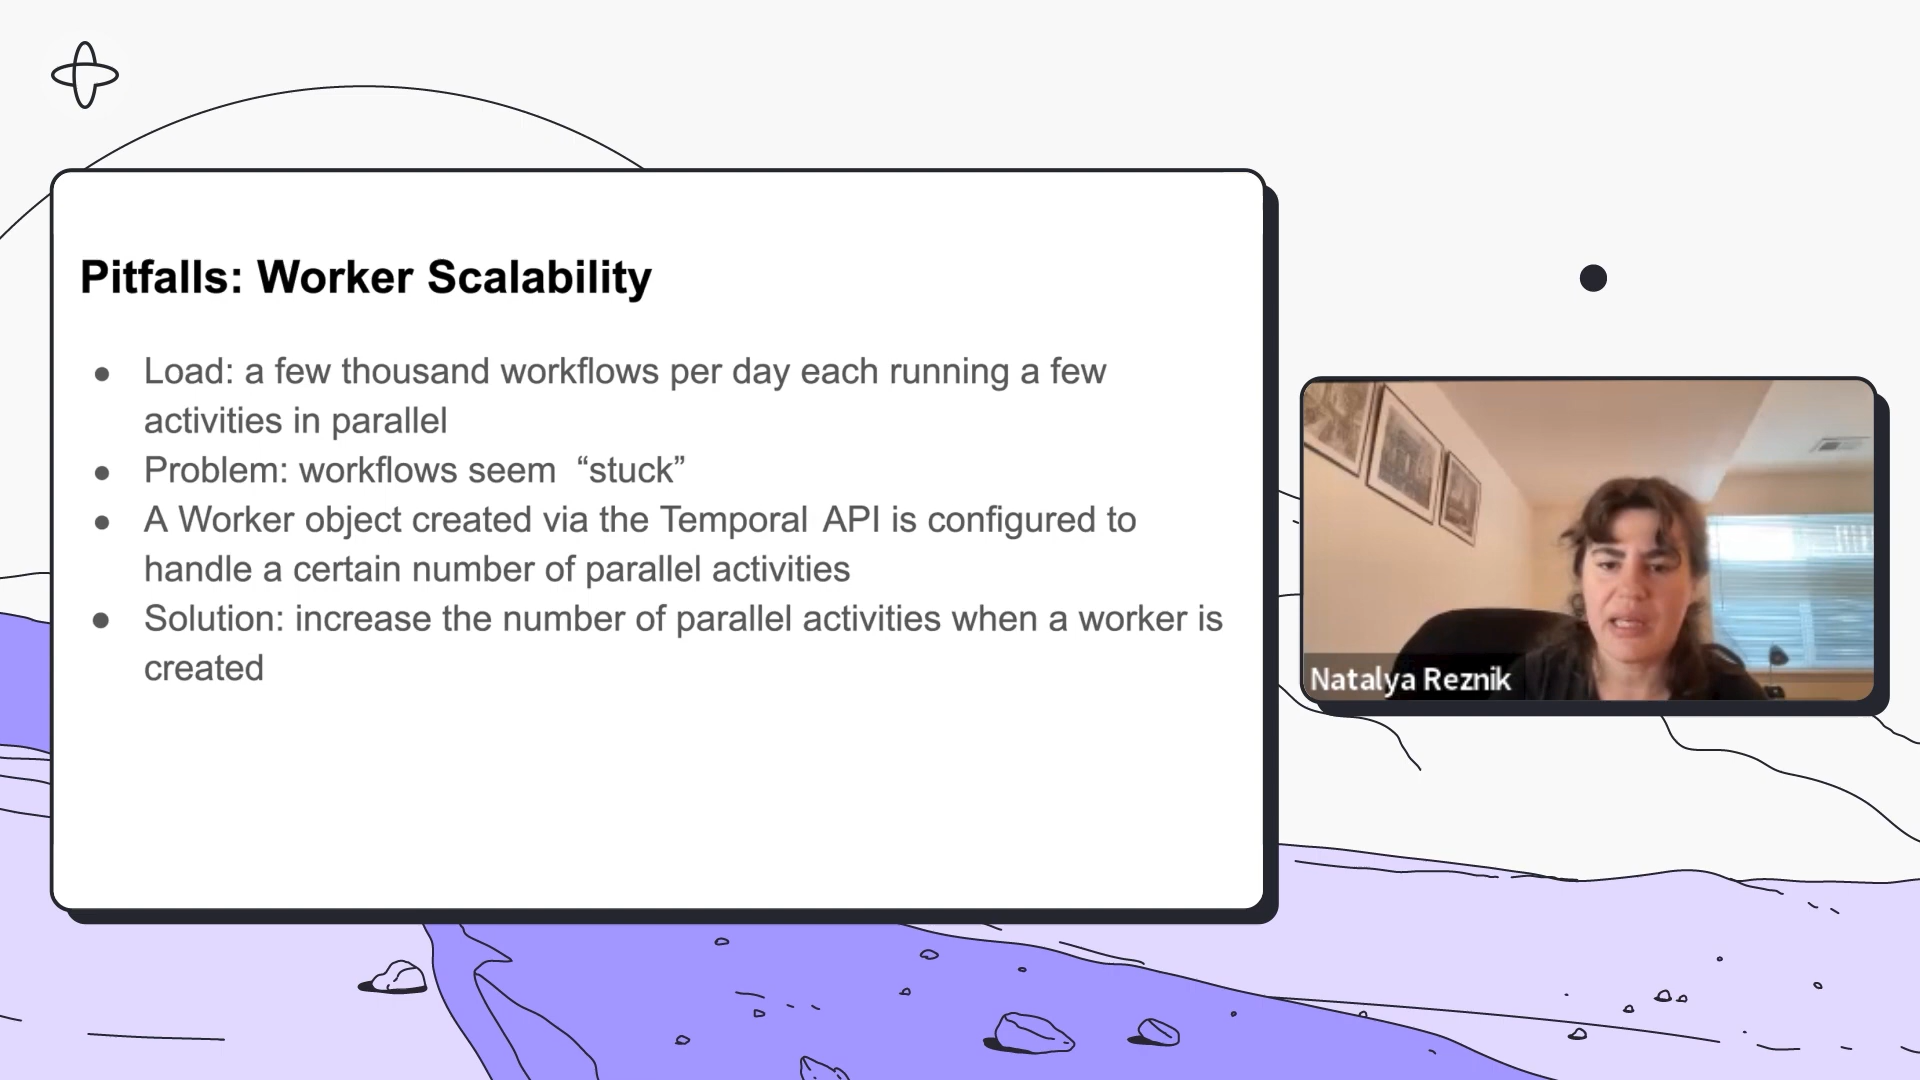 Pitfalls: Worker Scalability
● Load: a few thousand workflows per day each running a few
activities in parallel
● Problem: workflows seem “stuck”
● A Worker object created via the Temporal API is configured to
handle a certain number of parallel activities
● Solution: increase the number of parallel activities when a worker is
created
Natalya Reznik